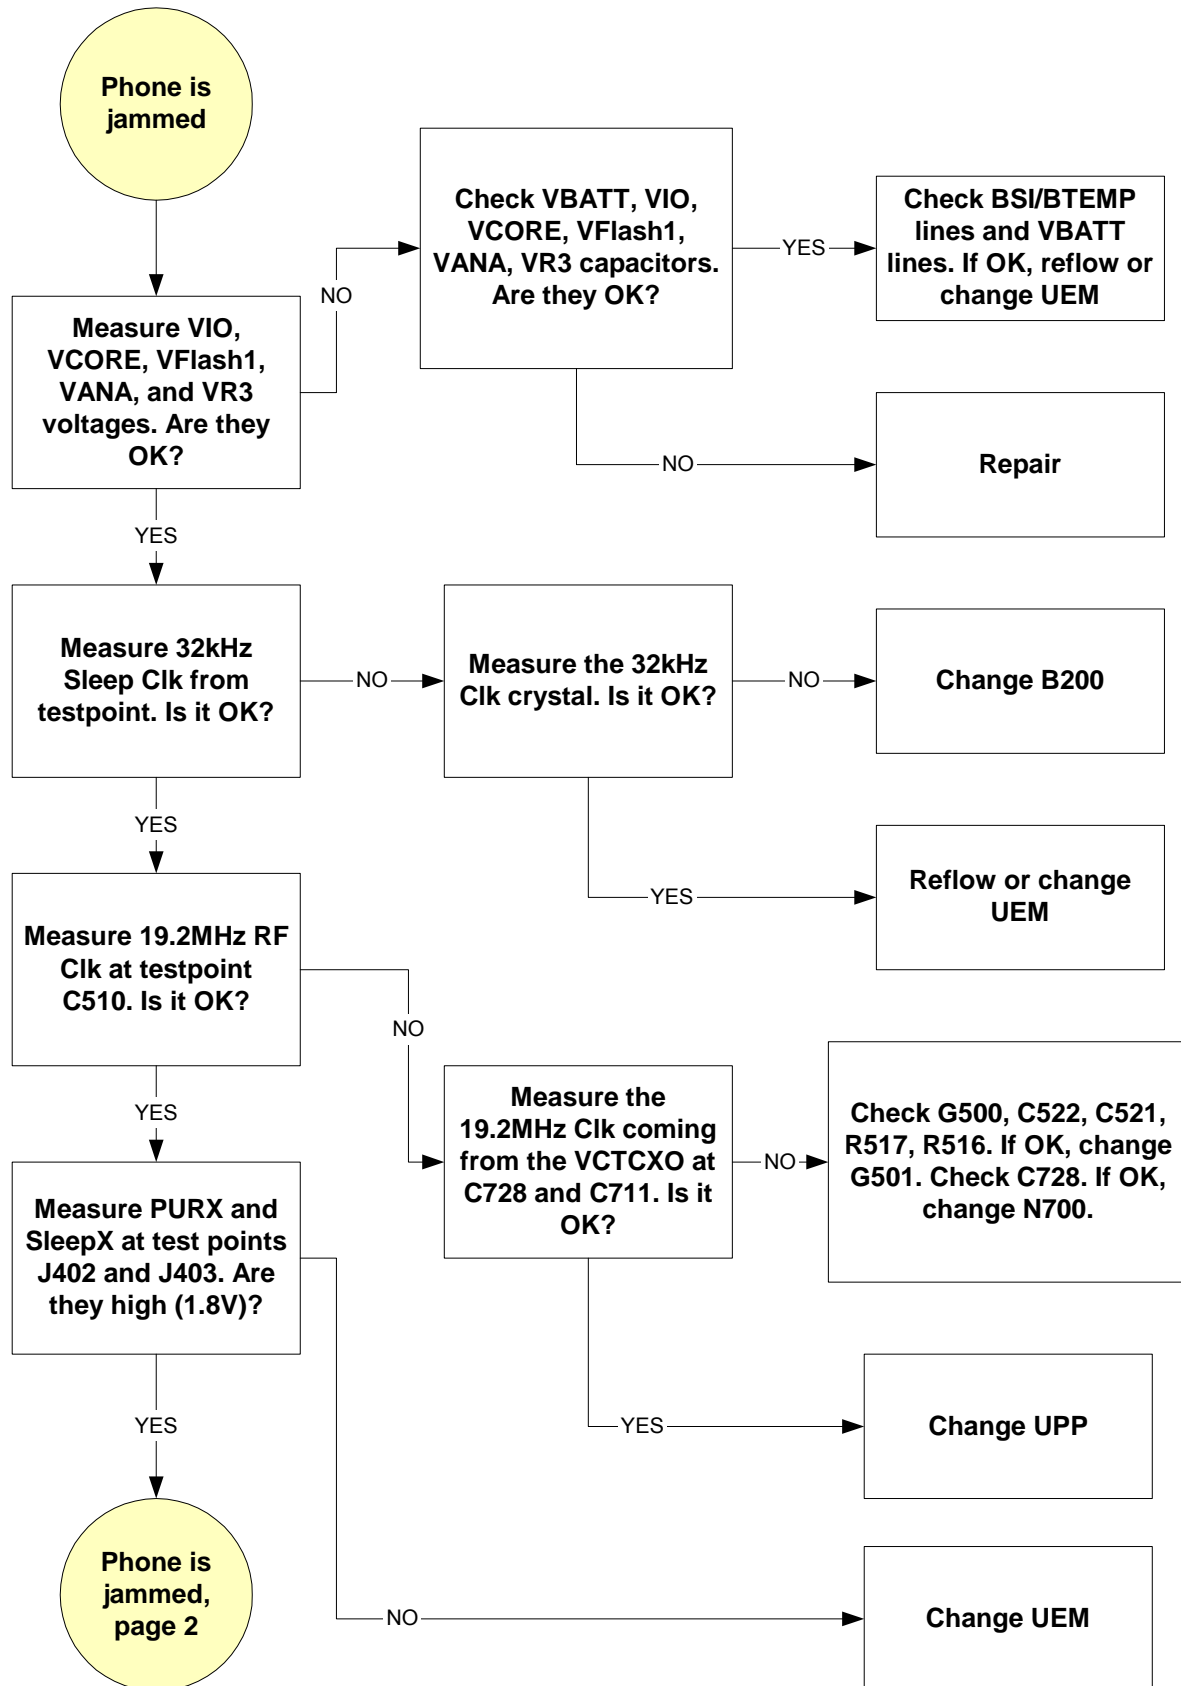 Phone is
jammed
Check VBATT, VIO,
VCORE, VFlash1,
VANA, VR3 capacitors.
Are they OK?
YES
Check BSI/BTEMP
lines and VBATT
lines. If OK, reflow or
change UEM
NO
Measure VIO,
VCORE, VFlash1,
VANA, and VR3
voltages. Are they
OK?
NO
Repair
YES
Measure 32kHz
Sleep Clk from
testpoint. Is it OK?
NO
Measure the 32kHz
Clk crystal. Is it OK?
NO
Change B200
YES
YES
Reflow or change
UEM
Measure 19.2MHz RF
Clk at testpoint
C510. Is it OK?
NO
Measure the
19.2MHz Clk coming
from the VCTCXO at
C728 and C711. Is it
OK?
NO
Check G500, C522, C521,
R517, R516. If OK, change
G501. Check C728. If OK,
change N700.
YES
Measure PURX and
SleepX at test points
J402 and J403. Are
they high (1.8V)?
YES
Change UPP
YES
Phone is
jammed,
page 2
NO
Change UEM